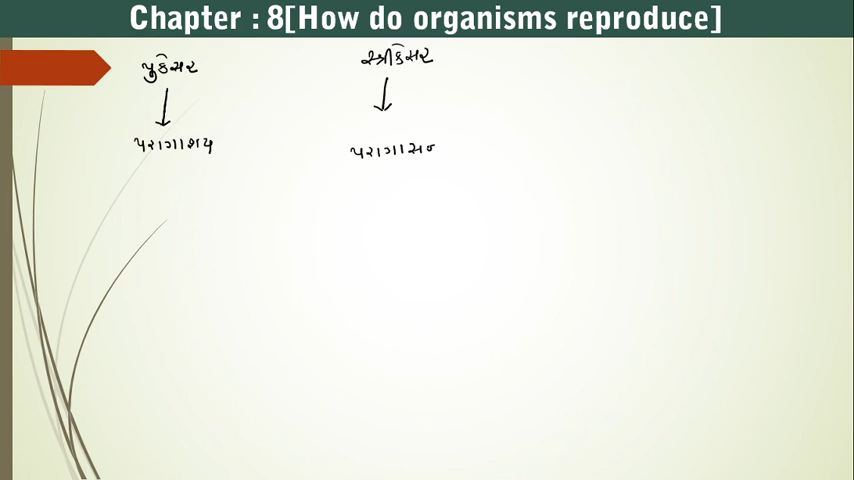 Chapter : 8[How do organisms reproduce]
પુંકેસર
સ્ત્રીકેસર
પરાગાશય
પરાગાસન